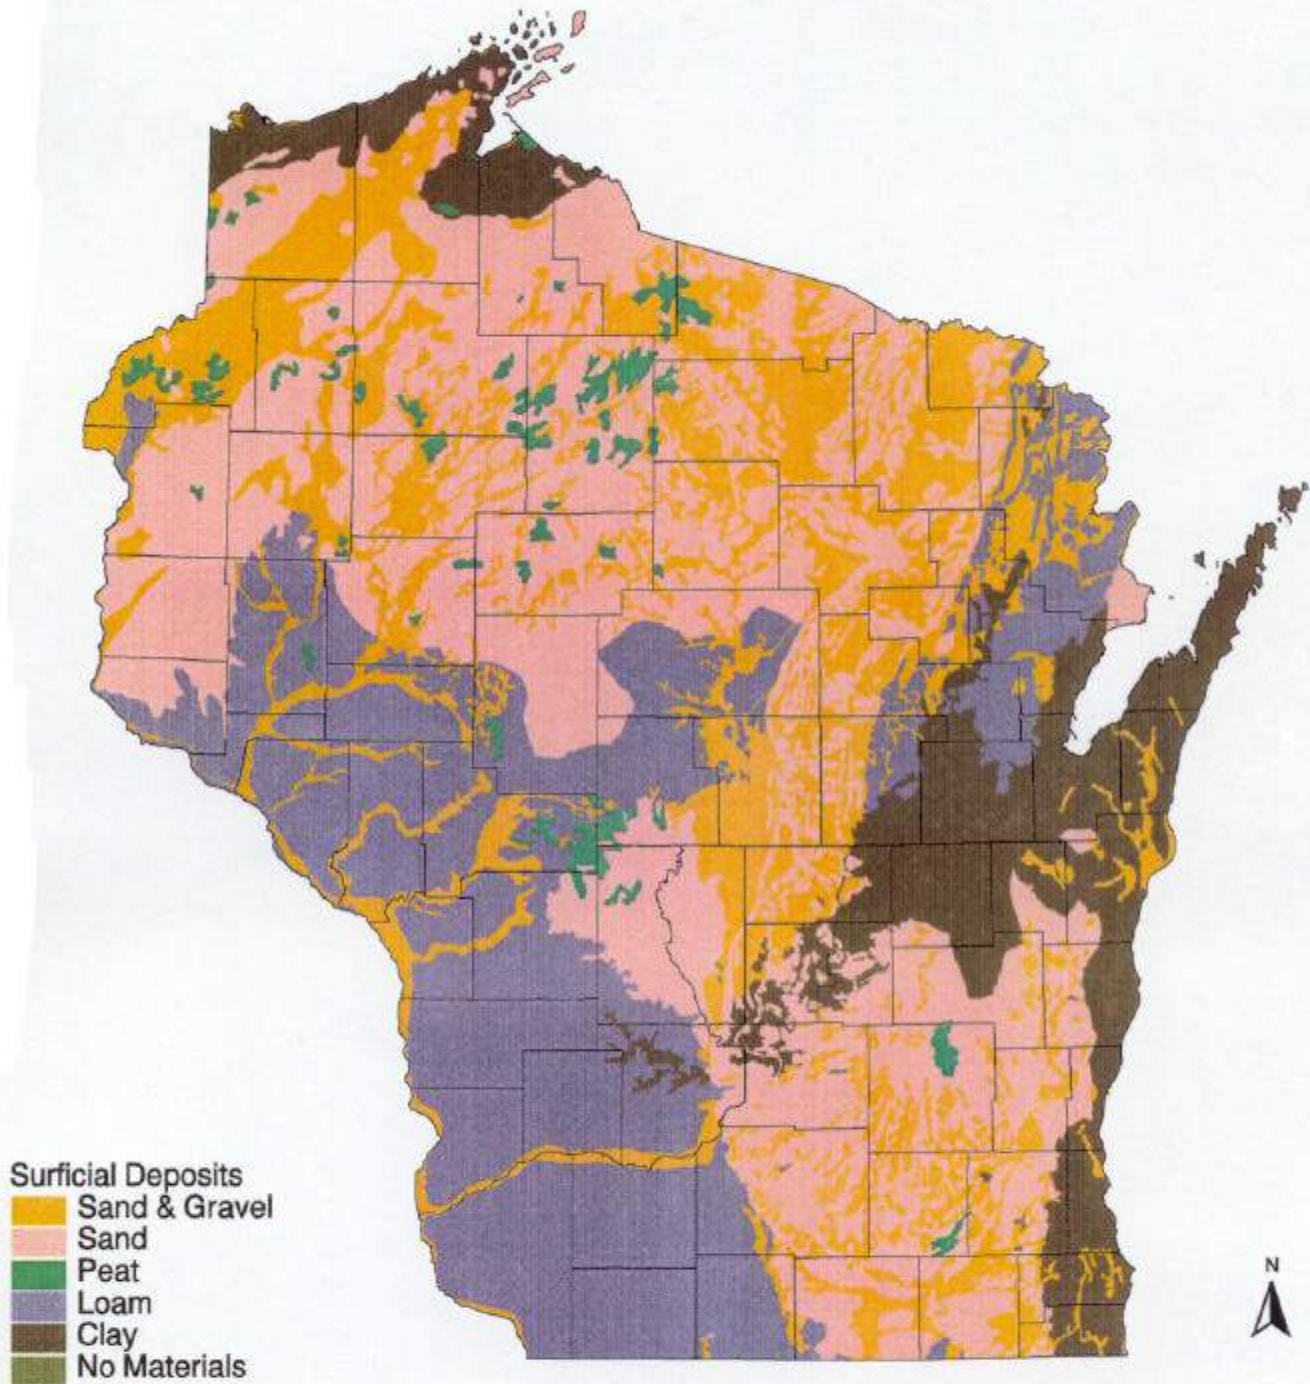 Surficial Deposits
Sand & Gravel
Sand
Peat
Loam
Clay
No Materials
N